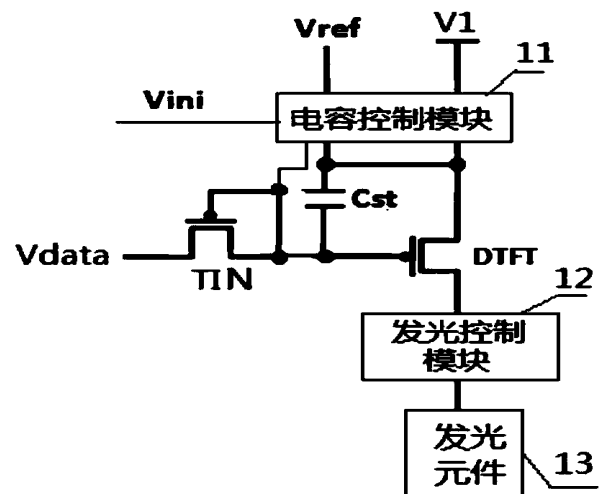 Vref
V1
11
Vini
电容控制模块
Cst
Vdata
TIN
DTFT
12
发光控制
模块
发光
元件
13